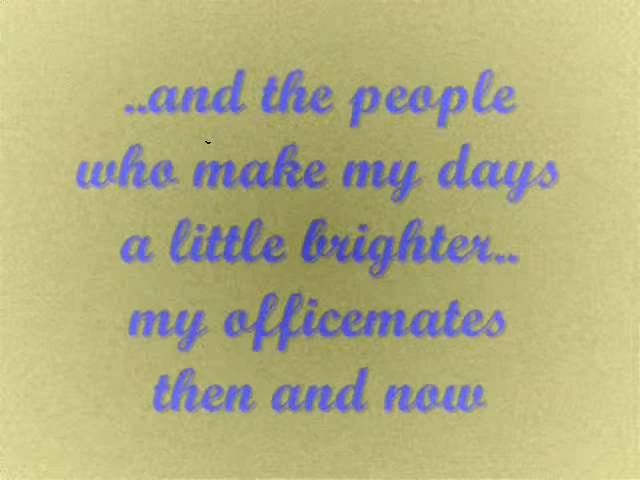 ..and the people
who make my days
a little brighter..
my officemates
then and now